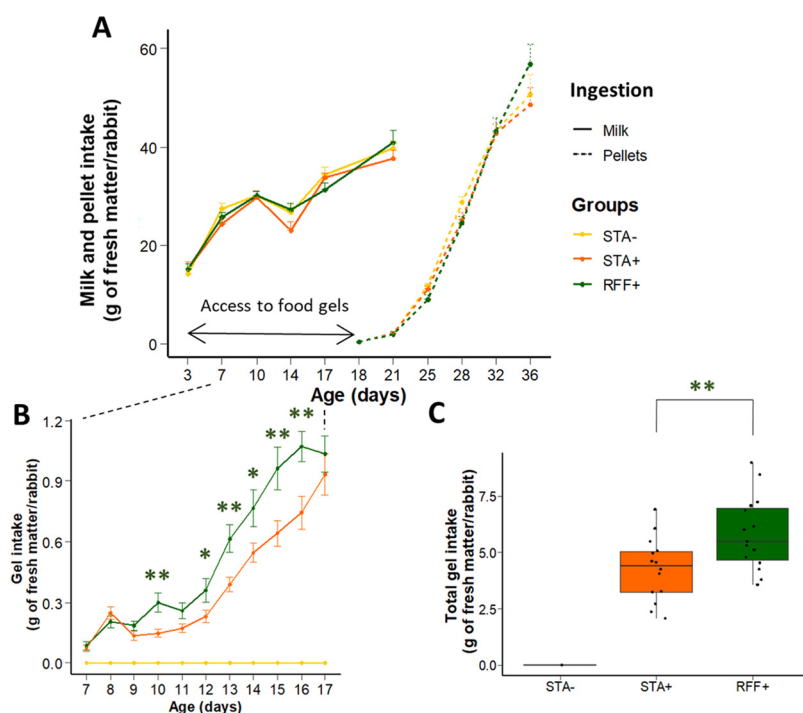 A
Milk and pellet intake
(g of fresh matter/rabbit)
60
40
20
0
Access to food gels
3 7 10 14 17 18 21 25 28 32 36
Age (days)
Ingestion
Milk
Pellets
Groups
STA-
STA+
RFF+
B
Gel intake
(g of fresh matter/rabbit)
1.2
0.9
0.6
0.3
0.0
** * ** * ** **
7 8 9 10 11 12 13 14 15 16 17
Age (days)
C
Total gel intake
(g of fresh matter/rabbit)
**
7.5
5.0
2.5
0.0
STA- STA+ RFF+